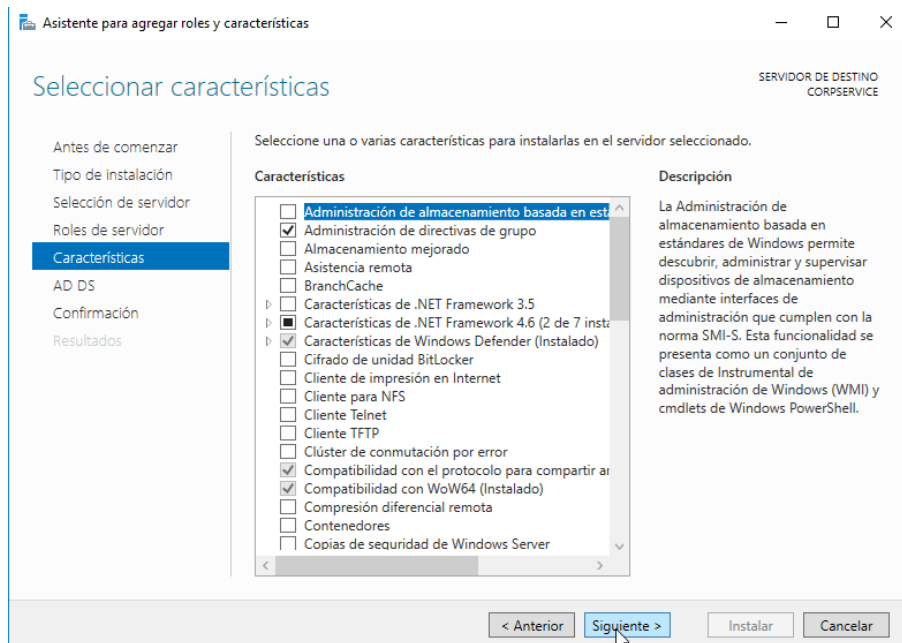 Asistente para agregar roles y características
Seleccionar características
SERVIDOR DE DESTINO
CORPSERVICE
Antes de comenzar
Tipo de instalación
Selección de servidor
Roles de servidor
Características
AD DS
Confirmación
Resultados
Seleccione una o varias características para instalarlas en el servidor seleccionado.
Características
Administración de almacenamiento basada en está
Administración de directivas de grupo
Almacenamiento mejorado
Asistencia remota
BranchCache
Características de .NET Framework 3.5
Características de .NET Framework 4.6 (2 de 7 insta
Características de Windows Defender (Instalado)
Cifrado de unidad BitLocker
Cliente de impresión en Internet
Cliente para NFS
Cliente Telnet
Cliente TFTP
Clúster de conmutación por error
Compatibilidad con el protocolo para compartir ar
Compatibilidad con WoW64 (Instalado)
Compresión diferencial remota
Contenedores
Copias de seguridad de Windows Server
Descripción
La Administración de
almacenamiento basada en
estándares de Windows permite
descubrir, administrar y supervisar
dispositivos de almacenamiento
mediante interfaces de
administración que cumplen con la
norma SMI-S. Esta funcionalidad se
presenta como un conjunto de
clases de Instrumental de
administración de Windows (WMI) y
cmdlets de Windows PowerShell.
< Anterior
Siguiente >
Instalar
Cancelar